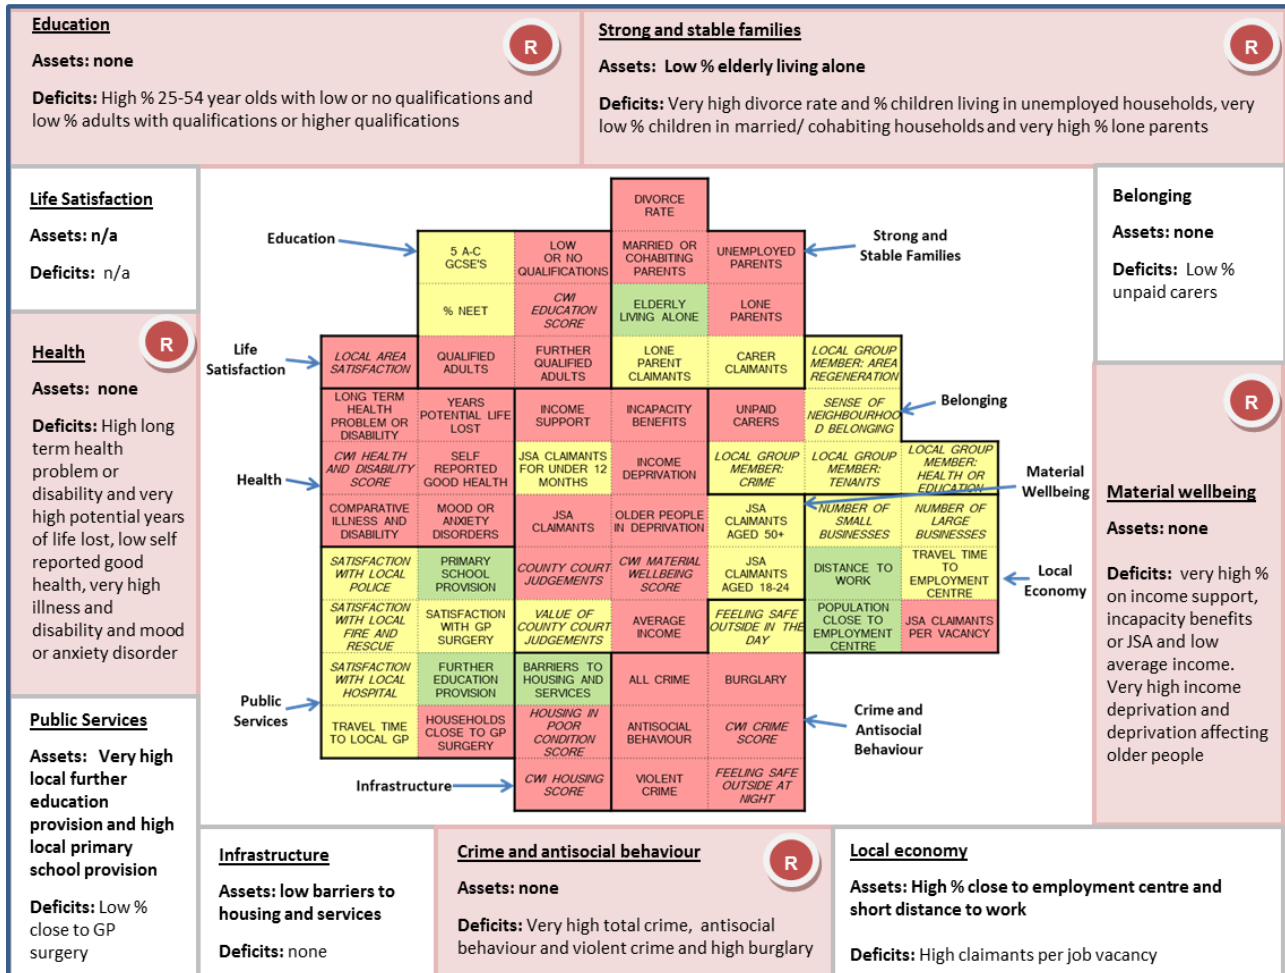 Education
R
Assets: none
Deficits: High % 25-54 year olds with low or no qualifications and
low % adults with qualifications or higher qualifications
Strong and stable families
R
Assets: Low % elderly living alone
Deficits: Very high divorce rate and % children living in unemployed households, very
low % children in married/ cohabiting households and very high % lone parents
Life Satisfaction
Assets: n/a
Deficits: n/a
Belonging
Assets: none
Deficits: Low %
unpaid carers
Health
R
Assets: none
Deficits: High long
term health
problem or
disability and very
high potential years
of life lost, low self
reported good
health, very high
illness and
disability and mood
or anxiety disorder
Education
Strong and
Stable Families
Life
Satisfaction
Belonging
Health
Material
Wellbeing
Local
Economy
Public
Services
Crime and
Antisocial
Behaviour
Infrastructure
DIVORCE
RATE
5 A-C
GCSE'S
LOW
OR NO
QUALIFICATIONS
MARRIED OR
COHABITING
PARENTS
UNEMPLOYED
PARENTS
% NEET
CWI
EDUCATION
SCORE
ELDERLY
LIVING ALONE
LONE
PARENTS
LOCAL AREA
SATISFACTION
QUALIFIED
ADULTS
FURTHER
QUALIFIED
ADULTS
LONE
PARENT
CLAIMANTS
CARER
CLAIMANTS
LOCAL GROUP
MEMBER: AREA
REGENERATION
LONG TERM
HEALTH
PROBLEM OR
DISABILITY
YEARS
POTENTIAL LIFE
LOST
INCOME
SUPPORT
INCAPACITY
BENEFITS
UNPAID
CARERS
SENSE OF
NEIGHBOURHOO
D BELONGING
CWI HEALTH
AND DISABILITY
SCORE
SELF
REPORTED
GOOD HEALTH
JSA CLAIMANTS
FOR UNDER 12
MONTHS
INCOME
DEPRIVATION
LOCAL GROUP
MEMBER:
CRIME
LOCAL GROUP
MEMBER:
TENANTS
LOCAL GROUP
MEMBER:
HEALTH OR
EDUCATION
COMPARATIVE
ILLNESS AND
DISABILITY
MOOD OR
ANXIETY
DISORDERS
JSA
CLAIMANTS
OLDER PEOPLE
IN DEPRIVATION
JSA
CLAIMANTS
AGED 50+
NUMBER OF
SMALL
BUSINESSES
NUMBER OF
LARGE
BUSINESSES
SATISFACTION
WITH LOCAL
POLICE
PRIMARY
SCHOOL
PROVISION
COUNTY COURT
JUDGEMENTS
CWI MATERIAL
WELLBEING
SCORE
JSA
CLAIMANTS
AGED 18-24
DISTANCE
TO WORK
TRAVEL TIME
TO
EMPLOYMENT
CENTRE
SATISFACTION
WITH LOCAL
FIRE AND
RESCUE
SATISFACTION
WITH GP
SURGERY
VALUE OF
COUNTY COURT
JUDGEMENTS
AVERAGE
INCOME
FEELING SAFE
OUTSIDE IN THE
DAY
POPULATION
CLOSE TO
EMPLOYMENT
CENTRE
JSA CLAIMANTS
PER VACANCY
SATISFACTION
WITH LOCAL
HOSPITAL
FURTHER
EDUCATION
PROVISION
BARRIERS TO
HOUSING AND
SERVICES
ALL CRIME
BURGLARY
TRAVEL TIME
TO LOCAL GP
HOUSEHOLDS
CLOSE TO GP
SURGERY
HOUSING IN
POOR
CONDITION
SCORE
ANTISOCIAL
BEHAVIOUR
CWI CRIME
SCORE
CWI HOUSING
SCORE
VIOLENT
CRIME
FEELING SAFE
OUTSIDE AT
NIGHT
R
Material wellbeing
Assets: none
Deficits: very high %
on income support,
incapacity benefits
or JSA and low
average income.
Very high income
deprivation and
deprivation affecting
older people
Public Services
Assets: Very high
local further
education
provision and high
local primary
school provision
Deficits: Low %
close to GP
surgery
Infrastructure
Assets: low barriers to
housing and services
Deficits: none
Crime and antisocial behaviour
R
Assets: none
Deficits: Very high total crime, antisocial
behaviour and violent crime and high burglary
Local economy
Assets: High % close to employment centre and
short distance to work
Deficits: High claimants per job vacancy